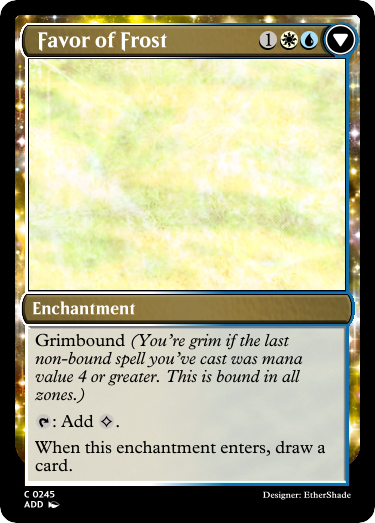 Favor of Frost 1
Enchantment
Grimbound (You're grim if the last
non-bound spell you've cast was mana
value 4 or greater. This is bound in all
zones.)
: Add .
When this enchantment enters, draw a
card.
C 0245
ADD
Designer: EtherShade